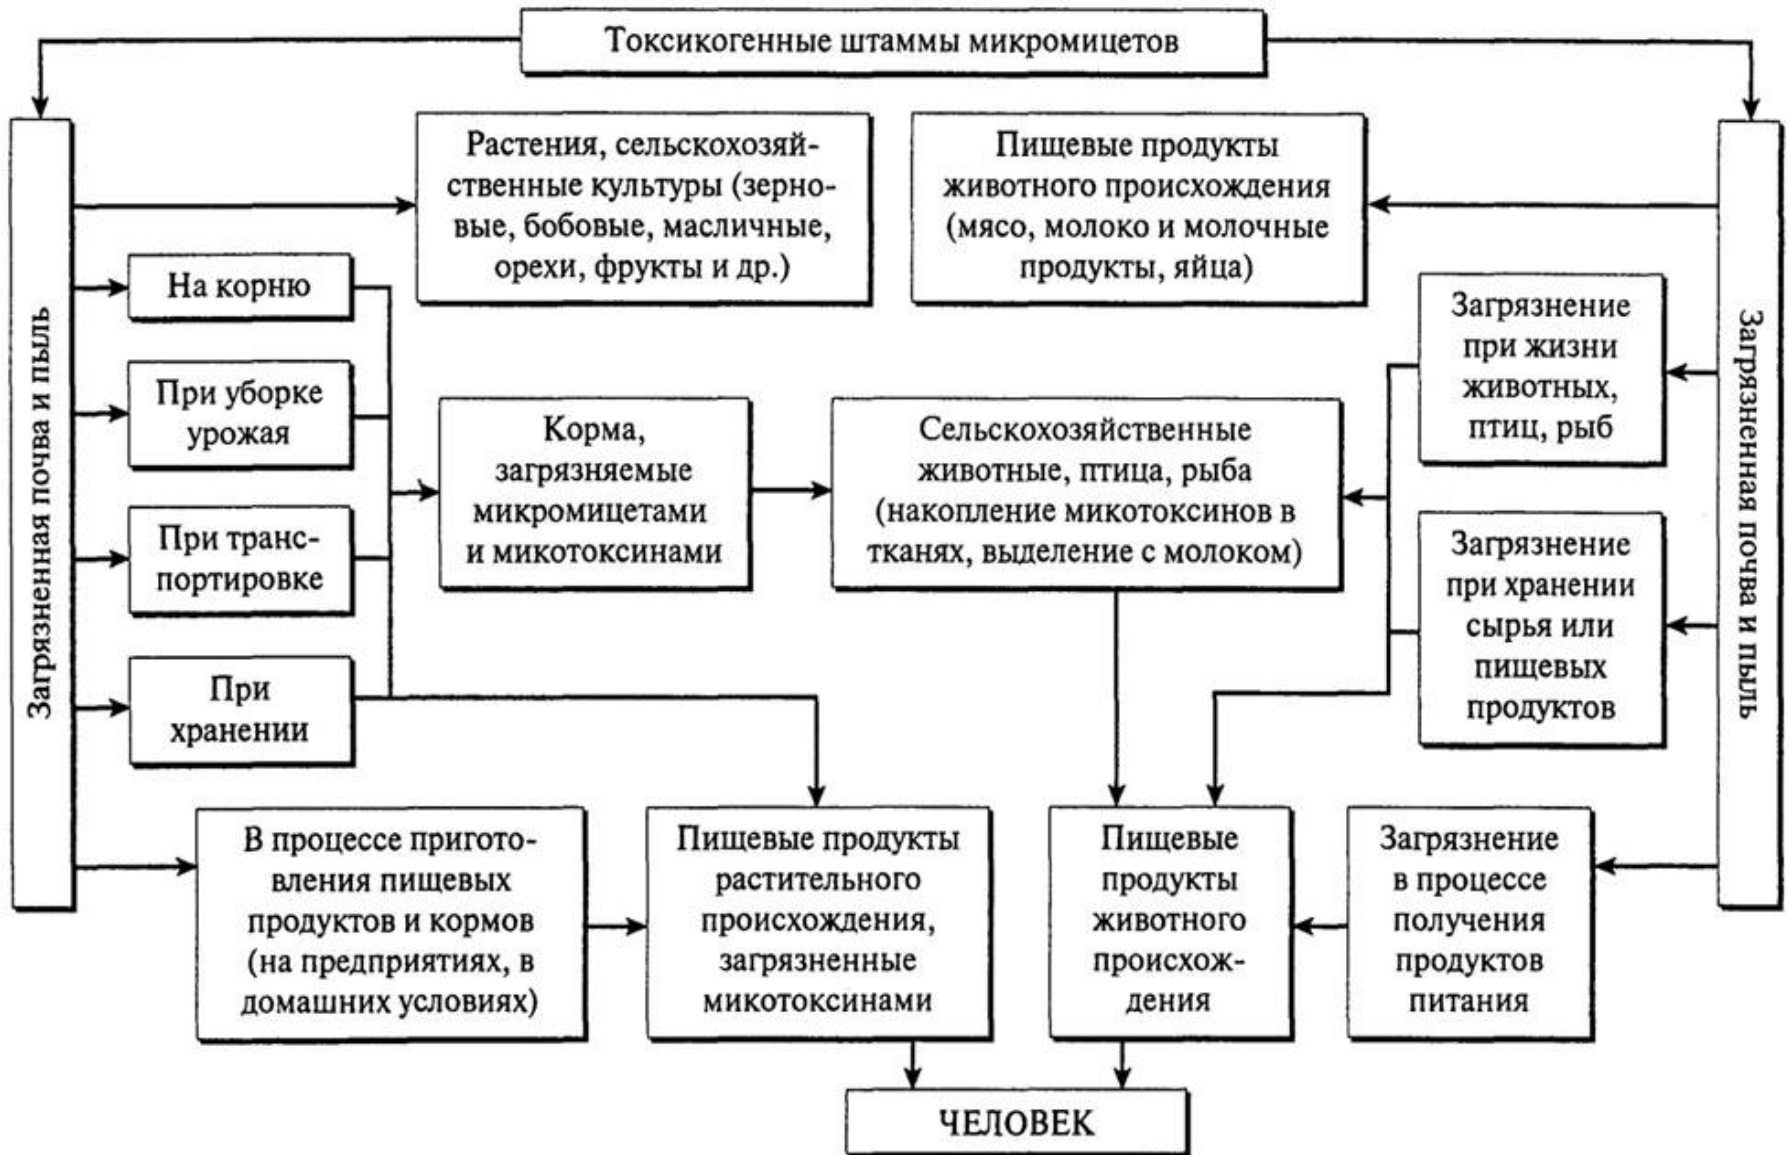 Токсикогенные штаммы микромицетов
Загрязненная почва и пыль
Растения, сельскохозяй-
ственные культуры (зерно-
вые, бобовые, масличные,
орехи, фрукты и др.)
Пищевые продукты
животного происхождения
(мясо, молоко и молочные
продукты, яйца)
Загрязненная почва и пыль
На корню
При уборке
урожая
При транс-
портировке
При
хранении
Корма,
загрязняемые
микромицетами
и микотоксинами
Сельскохозяйственные
животные, птица, рыба
(накопление микотоксинов в
тканях, выделение с молоком)
Загрязнение
при жизни
животных,
птиц, рыб
Загрязнение
при хранении
сырья или
пищевых
продуктов
В процессе пригото-
вления пищевых
продуктов и кормов
(на предприятиях, в
домашних условиях)
Пищевые продукты
растительного
происхождения,
загрязненные
микотоксинами
Пищевые
продукты
животного
происхож-
дения
Загрязнение
в процессе
получения
продуктов
питания
ЧЕЛОВЕК